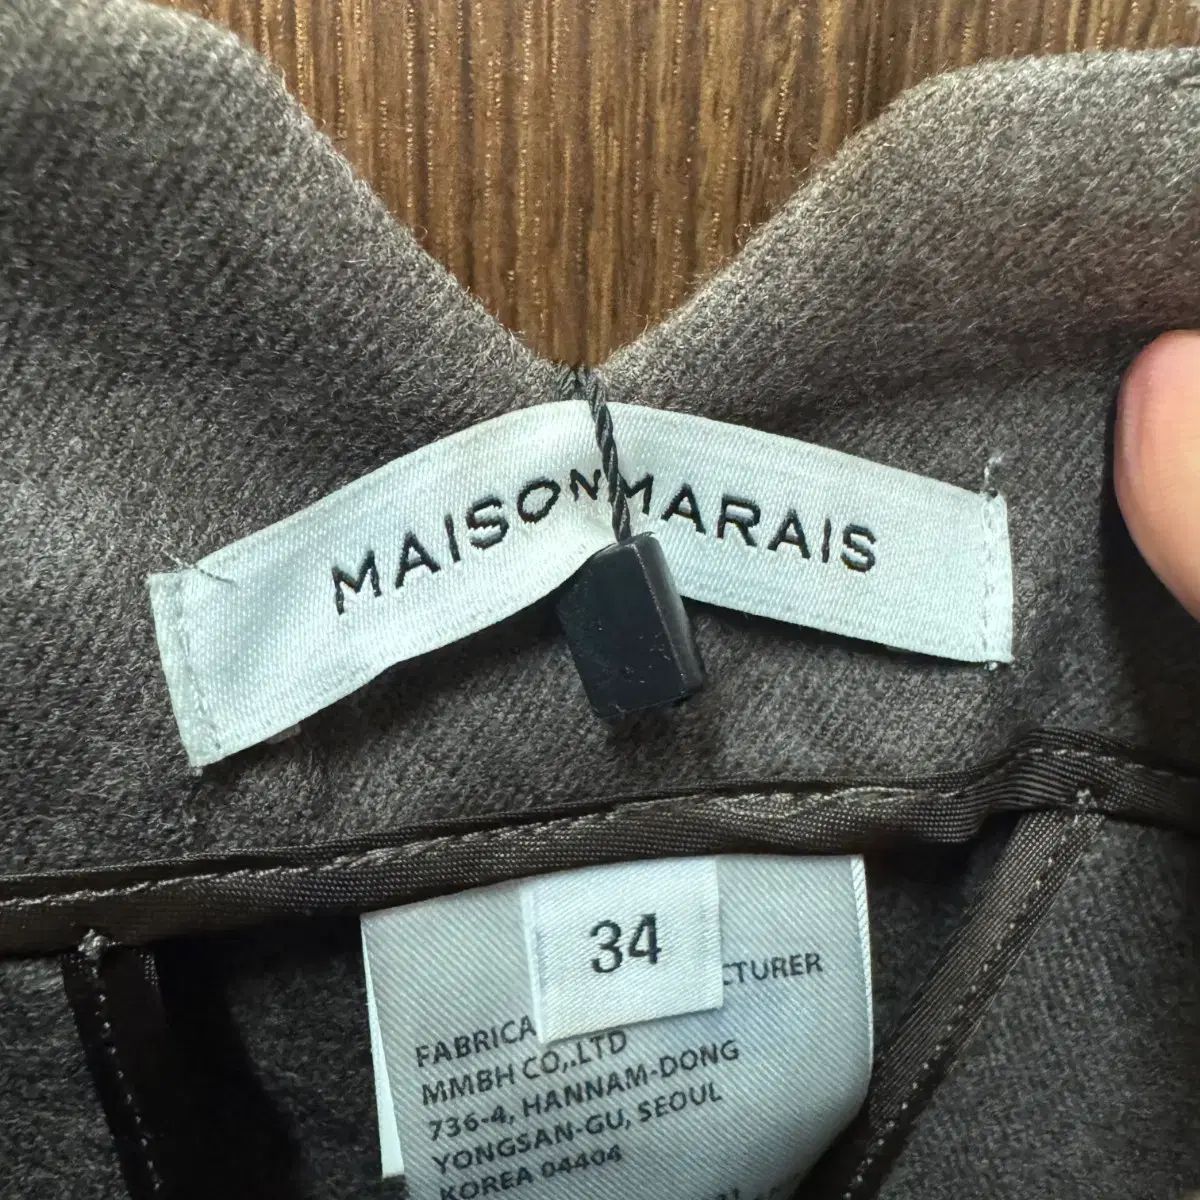 MAISON MARAIS
34
CTURER
FABRICA
MMBH CO,.LTD
736-4, HANNAM-DONG
YONGSAN-GU, SEOUL
KOREA 04404